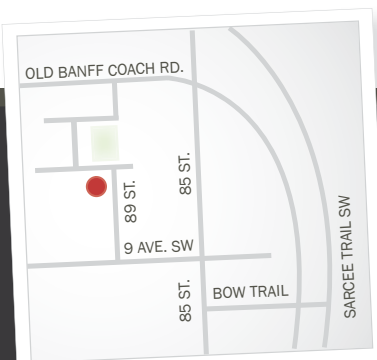 OLD BANFF COACH RD.
85 ST.
89 ST.
SARCEE TRAIL SW
9 AVE. SW
85 ST.
BOW TRAIL